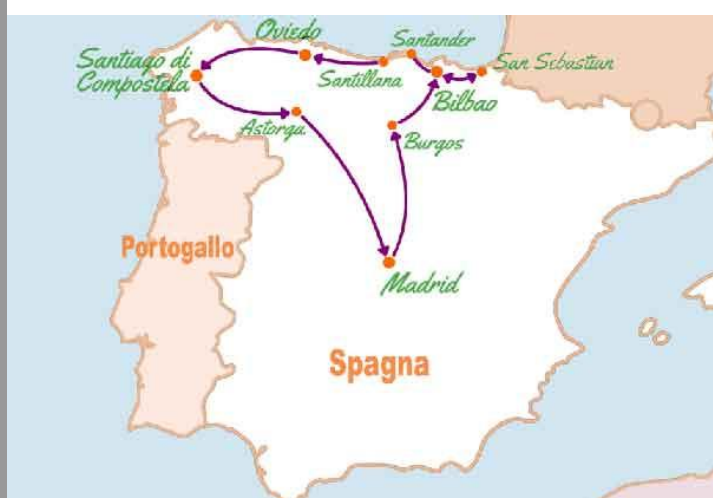 Oviedo
Santander
Santiago di
Compostela
Santillana
San Sebastian
Bilbao
Astorga
Burgos
Portogallo
Madrid
Spagna